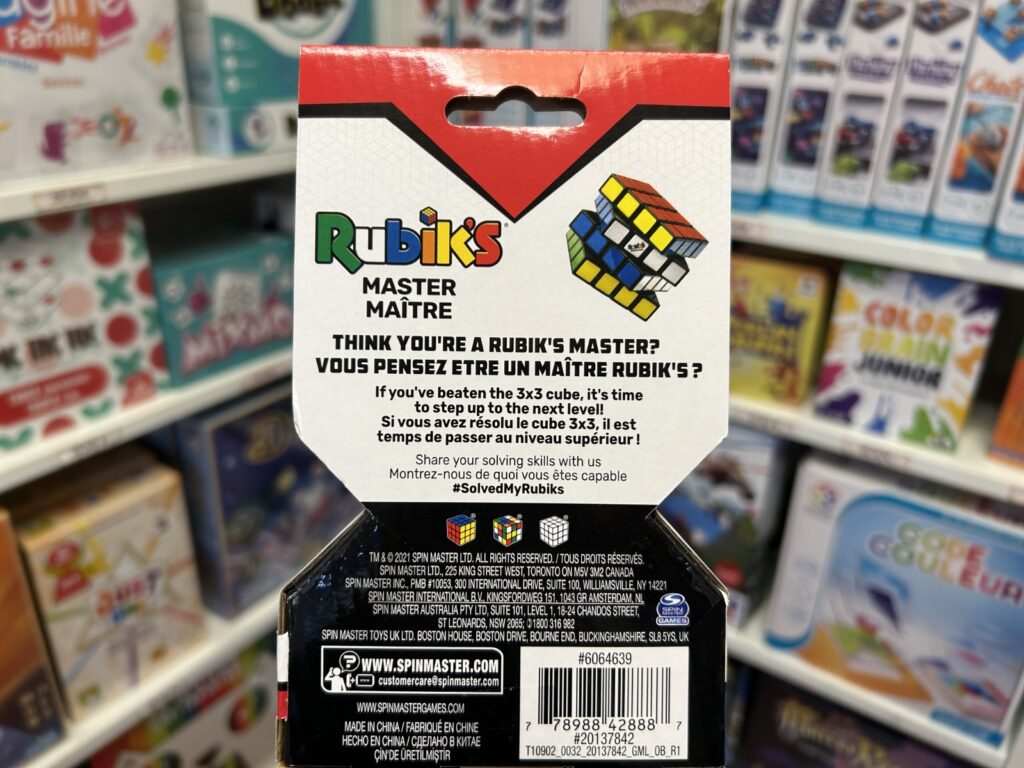 Rubik's
MASTER
MAÎTRE
THINK YOU'RE A RUBIK'S MASTER?
VOUS PENSEZ ETRE UN MAÎTRE RUBIK'S ?
If you've beaten the 3x3 cube, it's time
to step up to the next level!
Si vous avez résolu le cube 3x3, il est
temps de passer au niveau supérieur !
Share your solving skills with us
Montrez-nous de quoi vous êtes capable
#SolvedMyRubiks
TM & © 2021 SPIN MASTER LTD. ALL RIGHTS RESERVED. / TOUS DROITS RÉSERVÉS.
SPIN MASTER LTD., 225 KING STREET WEST, TORONTO ON M5V 3M2 CANADA
SPIN MASTER INC., PMB #10053, 300 INTERNATIONAL DRIVE, SUITE 100, WILLIAMSVILLE, NY 14221
SPIN MASTER INTERNATIONAL B.V., KINGSFORDWEG 151, 1043 GR AMSTERDAM, NL
SPIN MASTER AUSTRALIA PTY LTD, SUITE 101, LEVEL 1, 18-24 CHANDOS STREET,
ST LEONARDS, NSW 2065; ✆1800 316 982
SPIN MASTER TOYS UK LTD. BOSTON HOUSE, BOSTON DRIVE, BOURNE END, BUCKINGHAMSHIRE, SL8 5YS, UK
SPIN
MASTER
GAMES
WWW.SPINMASTER.COM
customercare@spinmaster.com
WWW.SPINMASTERGAMES.COM
MADE IN CHINA / FABRIQUÉ EN CHINE
HECHO EN CHINA / СДЕЛАНО В КИТАЕ
ÇİN'DE ÜRETİLMİŞTİR
#6064639
7 78988 42888 7
#20137842
T10902_0032_20137842_GML_OB_R1
Famille
COLOR
BRAIN
JUNIOR
CODE
COULEUR